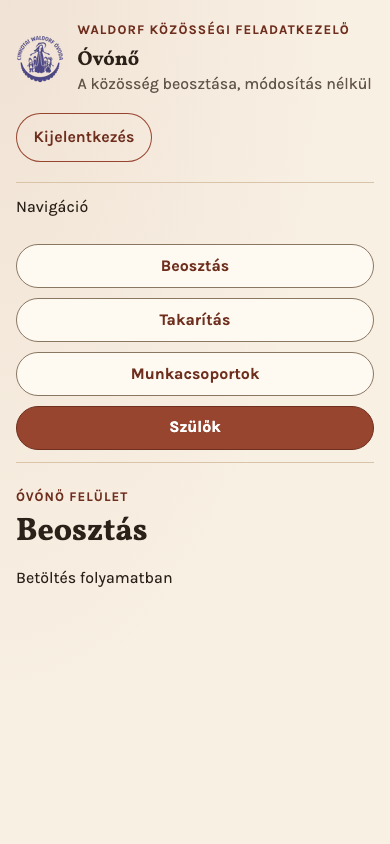 WALDORF KÖZÖSSÉGI FELADATKEZELŐ
Óvónő
A közösség beosztása, módosítás nélkül
Kijelentkezés
Navigáció
Beosztás
Takarítás
Munkacsoportok
Szülők
ÓVÓNŐ FELÜLET
Beosztás
Betöltés folyamatban